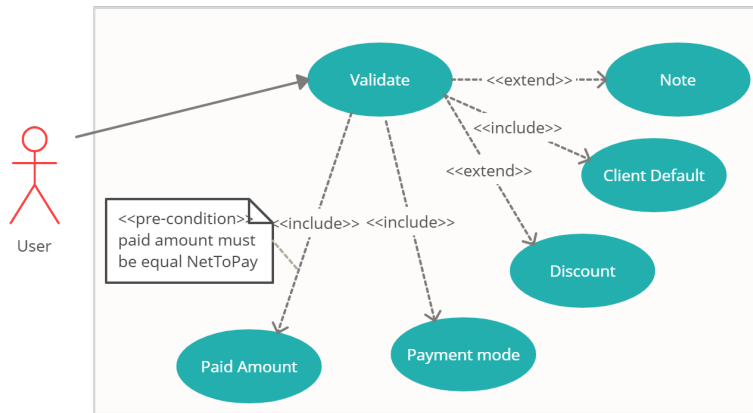 Validate
<<extend>>
Note
<<include>>
Client Default
<<extend>>
<<pre-condition>>
paid amount must
be equal NetToPay
<<include>>
<<include>>
User
Discount
Paid Amount
Payment mode